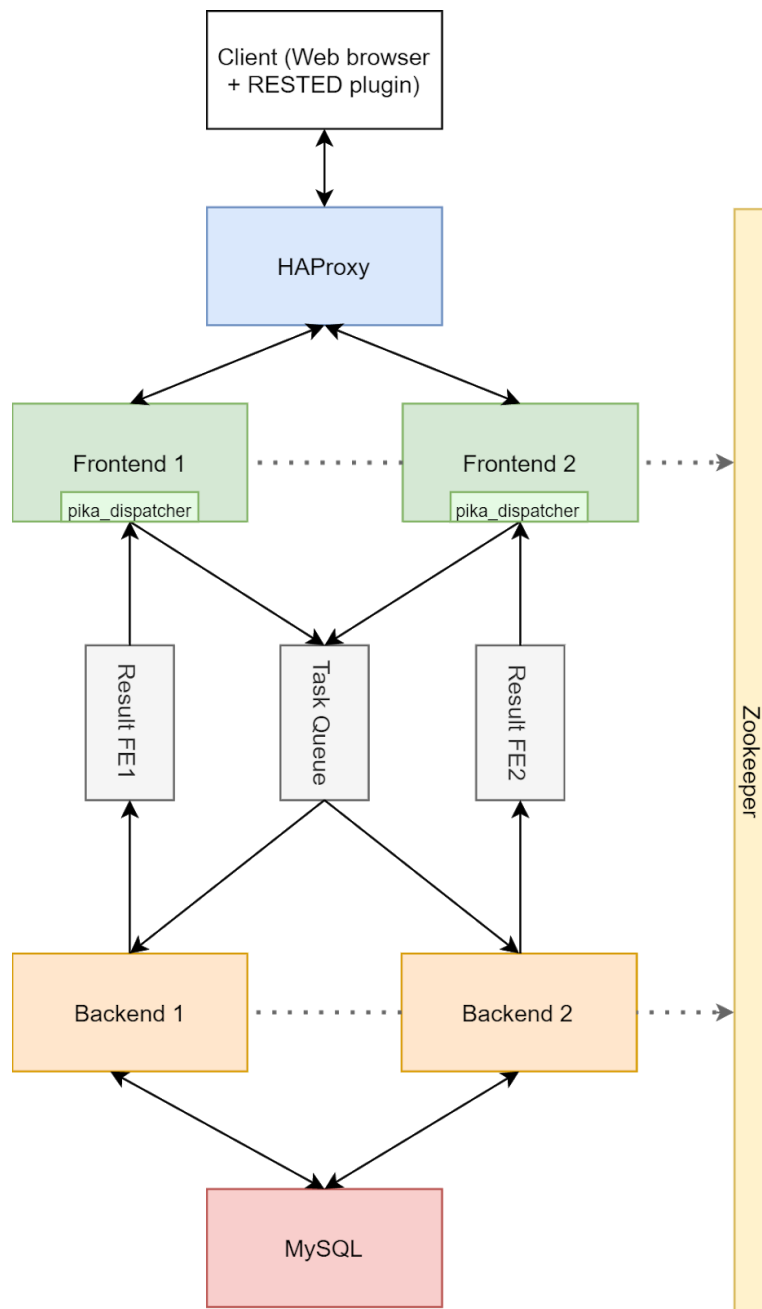 Client (Web browser
+ RESTED plugin)
HAProxy
Frontend 1
Frontend 2
pika_dispatcher
pika_dispatcher
Result FE1
Task Queue
Result FE2
Zookeeper
Backend 1
Backend 2
MySQL